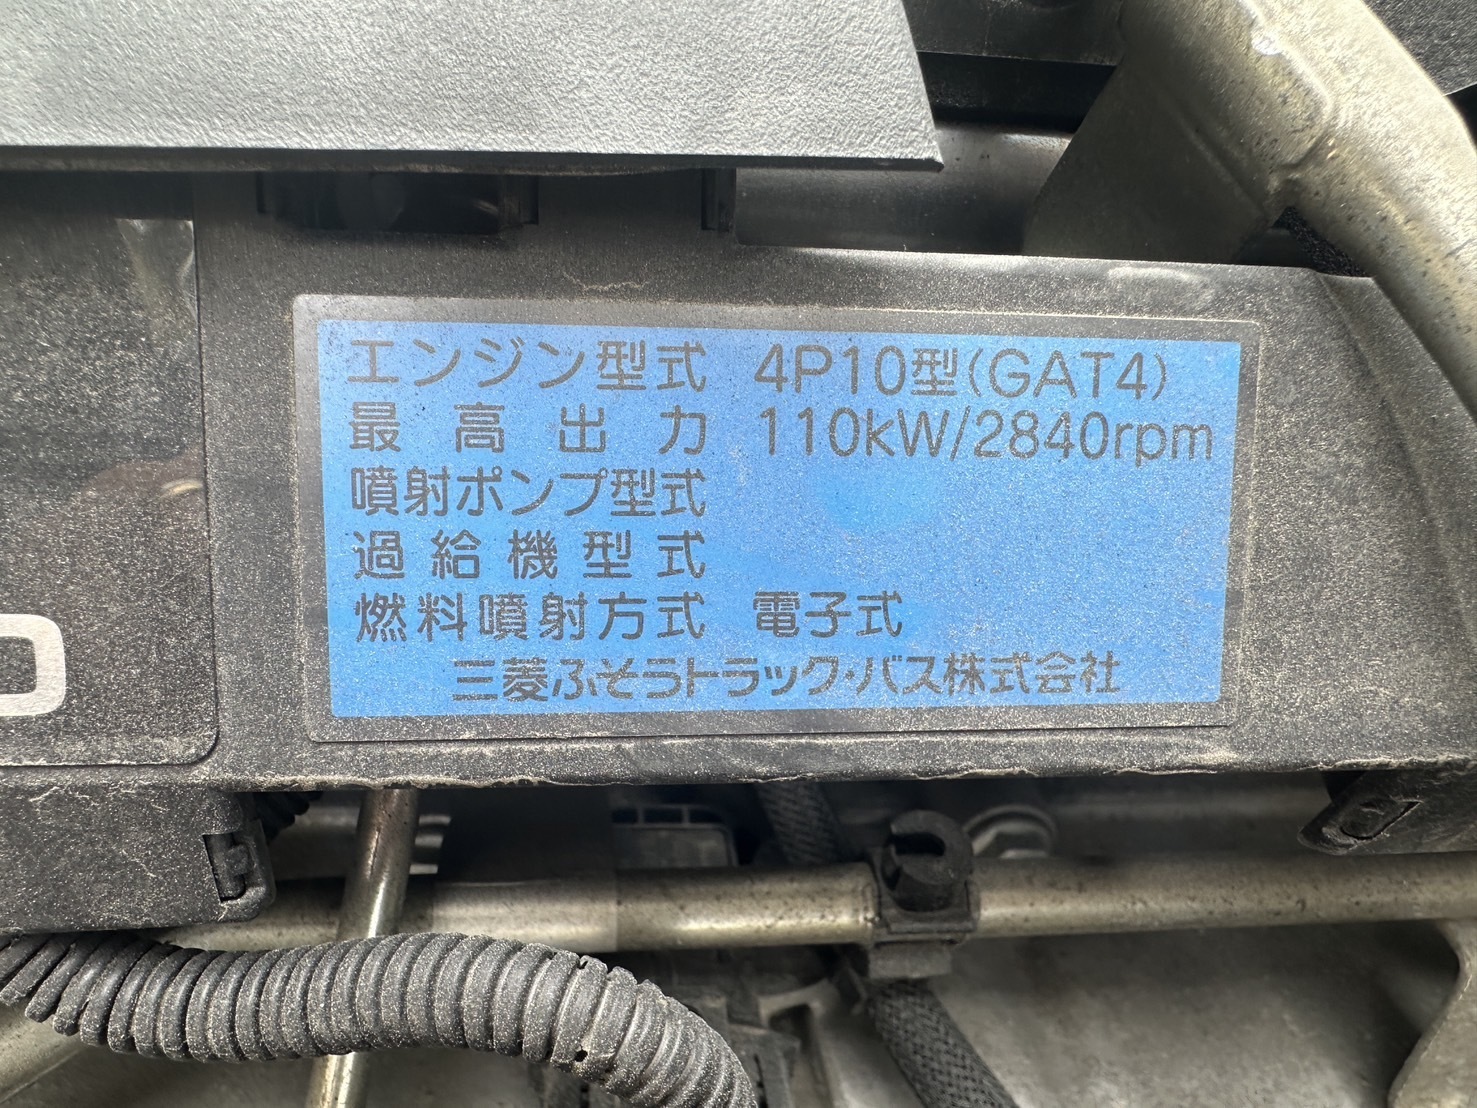 エンジン型式 4P10型(GAT4)
最高出力 110kW/2840rpm
噴射ポンプ型式
過給機型式
燃料噴射方式 電子式
三菱ふそうトラック・バス株式会社